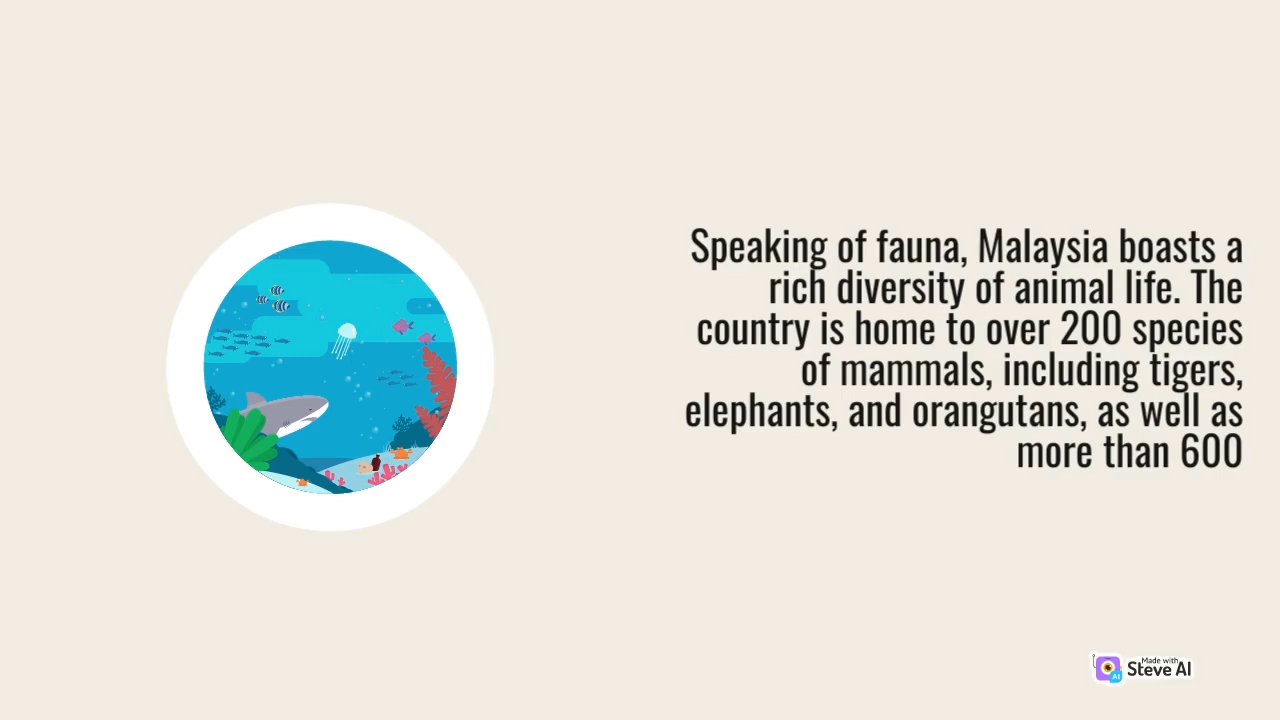 Speaking of fauna, Malaysia boasts a
rich diversity of animal life. The
country is home to over 200 species
of mammals, including tigers,
elephants, and orangutans, as well as
more than 600
Made with
Steve AI
AI